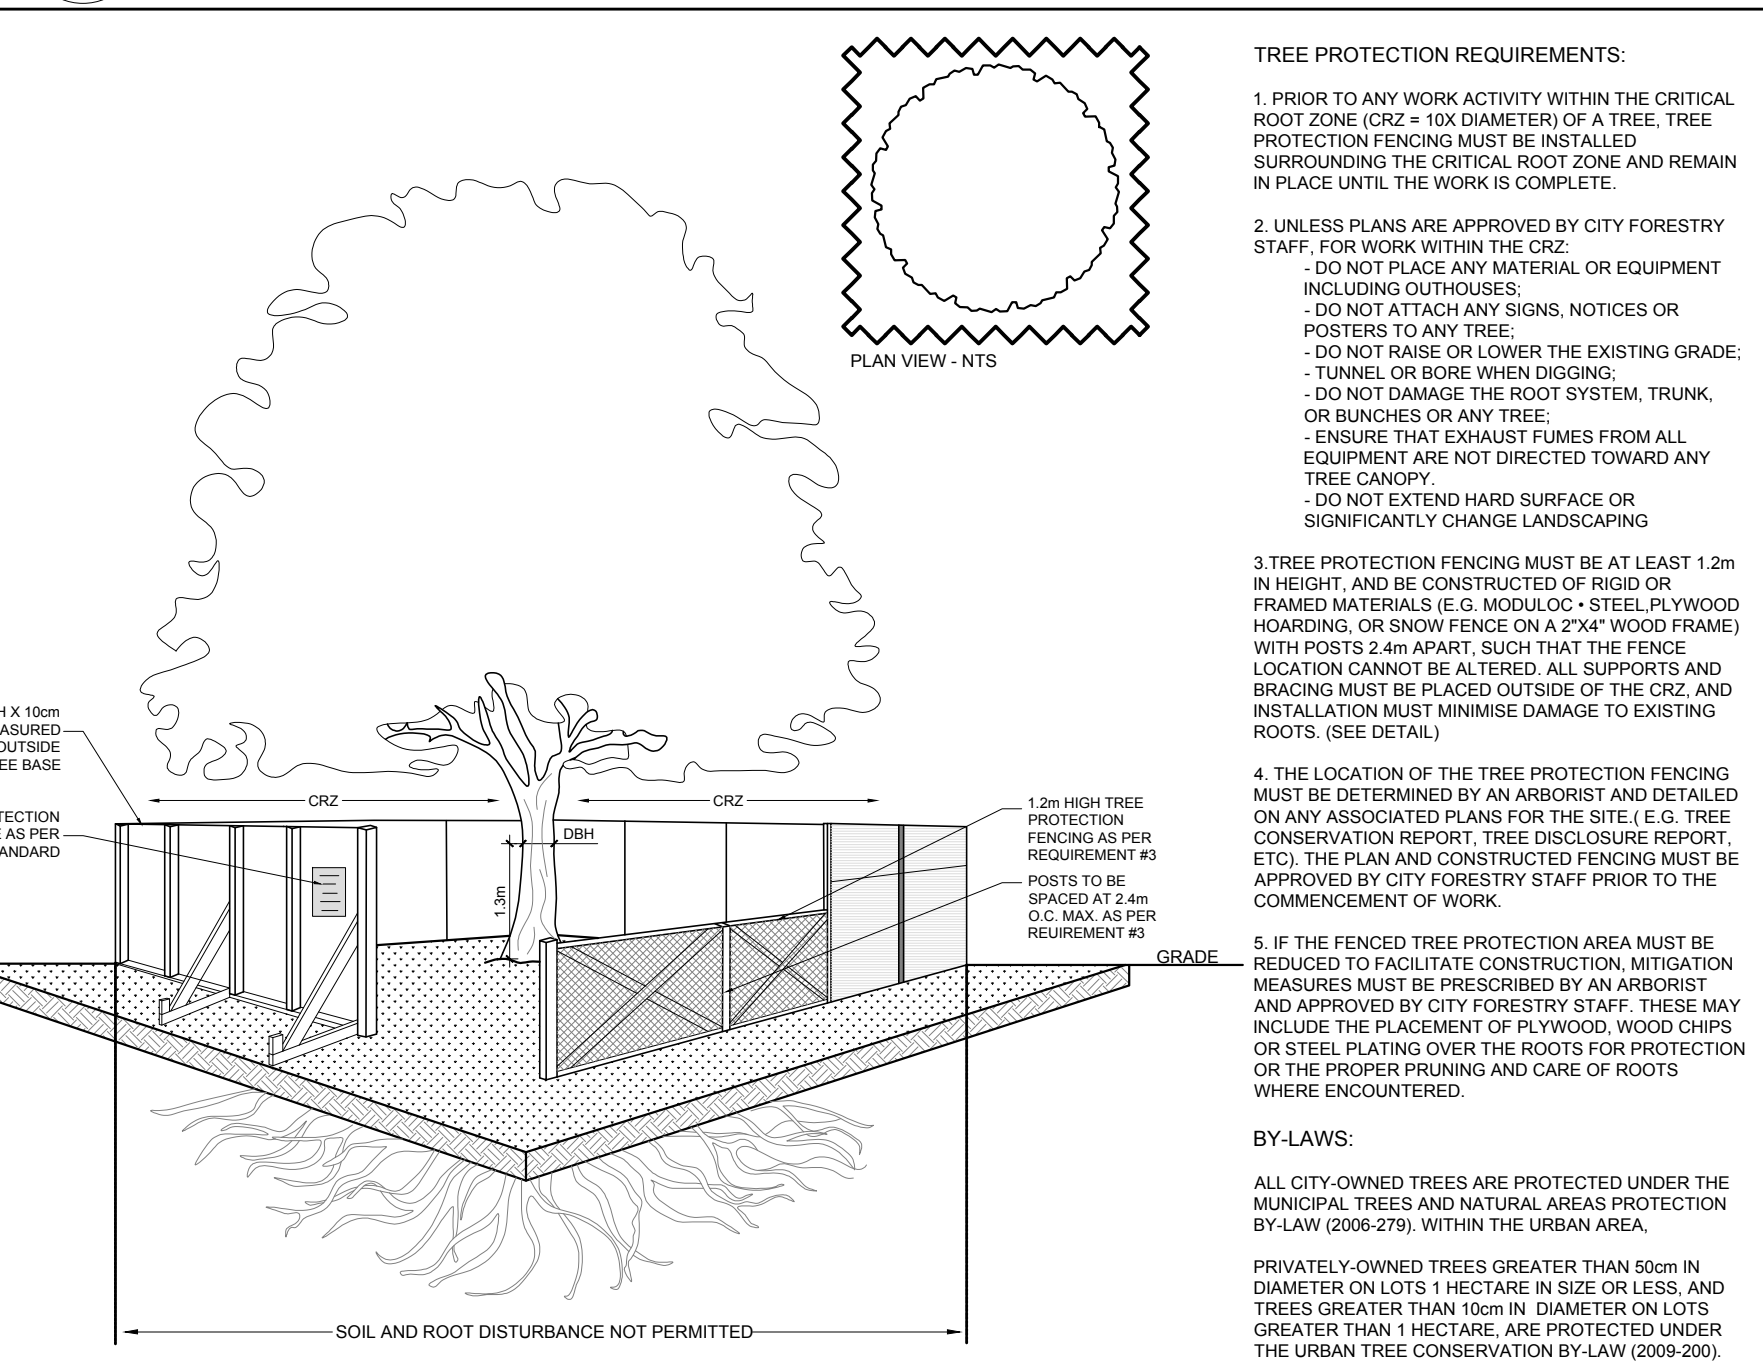 PLAN VIEW - NTS
H X 10cm
ASURED
OUTSIDE
EE BASE
TECTION
E AS PER
ANDARD
CRZ
CRZ
DBH
1.3m
1.2m HIGH TREE
PROTECTION
FENCING AS PER
REQUIREMENT #3
POSTS TO BE
SPACED AT 2.4m
O.C. MAX. AS PER
REUIREMENT #3
GRADE
SOIL AND ROOT DISTURBANCE NOT PERMITTED
TREE PROTECTION REQUIREMENTS:
1. PRIOR TO ANY WORK ACTIVITY WITHIN THE CRITICAL
ROOT ZONE (CRZ = 10X DIAMETER) OF A TREE, TREE
PROTECTION FENCING MUST BE INSTALLED
SURROUNDING THE CRITICAL ROOT ZONE AND REMAIN
IN PLACE UNTIL THE WORK IS COMPLETE.
2. UNLESS PLANS ARE APPROVED BY CITY FORESTRY
STAFF, FOR WORK WITHIN THE CRZ:
- DO NOT PLACE ANY MATERIAL OR EQUIPMENT
INCLUDING OUTHOUSES;
- DO NOT ATTACH ANY SIGNS, NOTICES OR
POSTERS TO ANY TREE;
- DO NOT RAISE OR LOWER THE EXISTING GRADE;
- TUNNEL OR BORE WHEN DIGGING;
- DO NOT DAMAGE THE ROOT SYSTEM, TRUNK,
OR BUNCHES OR ANY TREE;
- ENSURE THAT EXHAUST FUMES FROM ALL
EQUIPMENT ARE NOT DIRECTED TOWARD ANY
TREE CANOPY.
- DO NOT EXTEND HARD SURFACE OR
SIGNIFICANTLY CHANGE LANDSCAPING
3.TREE PROTECTION FENCING MUST BE AT LEAST 1.2m
IN HEIGHT, AND BE CONSTRUCTED OF RIGID OR
FRAMED MATERIALS (E.G. MODULOC • STEEL,PLYWOOD
HOARDING, OR SNOW FENCE ON A 2"X4" WOOD FRAME)
WITH POSTS 2.4m APART, SUCH THAT THE FENCE
LOCATION CANNOT BE ALTERED. ALL SUPPORTS AND
BRACING MUST BE PLACED OUTSIDE OF THE CRZ, AND
INSTALLATION MUST MINIMISE DAMAGE TO EXISTING
ROOTS. (SEE DETAIL)
4. THE LOCATION OF THE TREE PROTECTION FENCING
MUST BE DETERMINED BY AN ARBORIST AND DETAILED
ON ANY ASSOCIATED PLANS FOR THE SITE.( E.G. TREE
CONSERVATION REPORT, TREE DISCLOSURE REPORT,
ETC). THE PLAN AND CONSTRUCTED FENCING MUST BE
APPROVED BY CITY FORESTRY STAFF PRIOR TO THE
COMMENCEMENT OF WORK.
5. IF THE FENCED TREE PROTECTION AREA MUST BE
REDUCED TO FACILITATE CONSTRUCTION, MITIGATION
MEASURES MUST BE PRESCRIBED BY AN ARBORIST
AND APPROVED BY CITY FORESTRY STAFF. THESE MAY
INCLUDE THE PLACEMENT OF PLYWOOD, WOOD CHIPS
OR STEEL PLATING OVER THE ROOTS FOR PROTECTION
OR THE PROPER PRUNING AND CARE OF ROOTS
WHERE ENCOUNTERED.
BY-LAWS:
ALL CITY-OWNED TREES ARE PROTECTED UNDER THE
MUNICIPAL TREES AND NATURAL AREAS PROTECTION
BY-LAW (2006-279). WITHIN THE URBAN AREA,
PRIVATELY-OWNED TREES GREATER THAN 50cm IN
DIAMETER ON LOTS 1 HECTARE IN SIZE OR LESS, AND
TREES GREATER THAN 10cm IN DIAMETER ON LOTS
GREATER THAN 1 HECTARE, ARE PROTECTED UNDER
THE URBAN TREE CONSERVATION BY-LAW (2009-200).